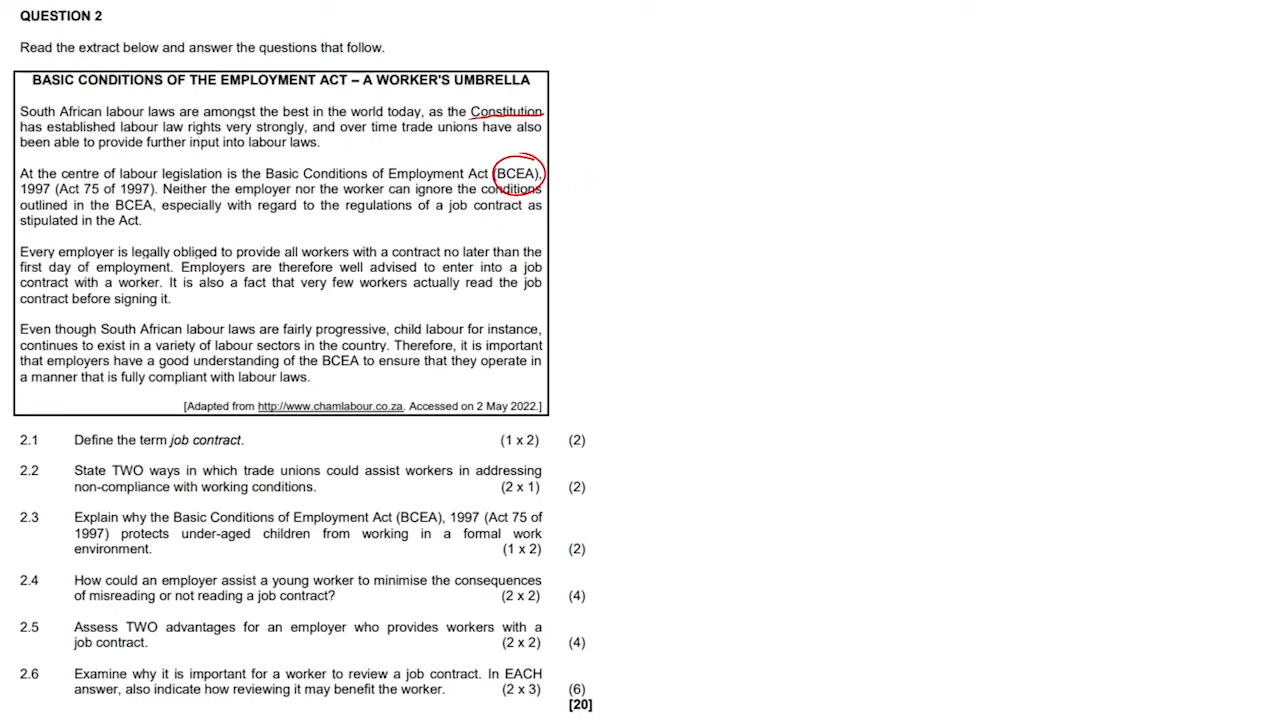 QUESTION 2
Read the extract below and answer the questions that follow.
BASIC CONDITIONS OF THE EMPLOYMENT ACT – A WORKER'S UMBRELLA
South African labour laws are amongst the best in the world today, as the Constitution
has established labour law rights very strongly, and over time trade unions have also
been able to provide further input into labour laws.
At the centre of labour legislation is the Basic Conditions of Employment Act (BCEA),
1997 (Act 75 of 1997). Neither the employer nor the worker can ignore the conditions
outlined in the BCEA, especially with regard to the regulations of a job contract as
stipulated in the Act.
Every employer is legally obliged to provide all workers with a contract no later than the
first day of employment. Employers are therefore well advised to enter into a job
contract with a worker. It is also a fact that very few workers actually read the job
contract before signing it.
Even though South African labour laws are fairly progressive, child labour for instance,
continues to exist in a variety of labour sectors in the country. Therefore, it is important
that employers have a good understanding of the BCEA to ensure that they operate in
a manner that is fully compliant with labour laws.
[Adapted from http://www.chamlabour.co.za. Accessed on 2 May 2022.]
2.1 Define the term job contract. (1 x 2) (2)
2.2 State TWO ways in which trade unions could assist workers in addressing
non-compliance with working conditions. (2 x 1) (2)
2.3 Explain why the Basic Conditions of Employment Act (BCEA), 1997 (Act 75 of
1997) protects under-aged children from working in a formal work
environment. (1 x 2) (2)
2.4 How could an employer assist a young worker to minimise the consequences
of misreading or not reading a job contract? (2 x 2) (4)
2.5 Assess TWO advantages for an employer who provides workers with a
job contract. (2 x 2) (4)
2.6 Examine why it is important for a worker to review a job contract. In EACH
answer, also indicate how reviewing it may benefit the worker. (2 x 3) (6)
[20]